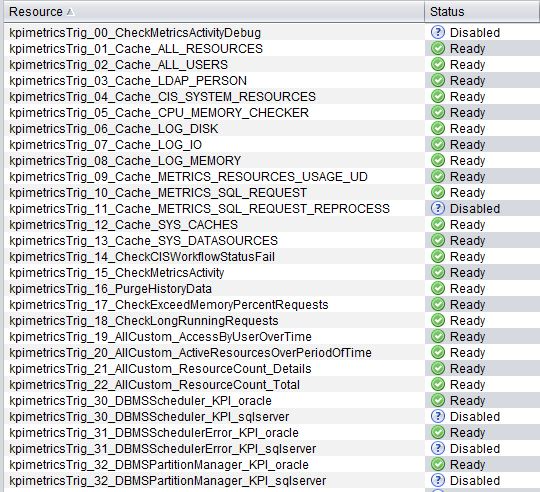 Resource Status
kpimetricsTrig_00_CheckMetricsActivityDebug Disabled
kpimetricsTrig_01_Cache_ALL_RESOURCES Ready
kpimetricsTrig_02_Cache_ALL_USERS Ready
kpimetricsTrig_03_Cache_LDAP_PERSON Ready
kpimetricsTrig_04_Cache_CIS_SYSTEM_RESOURCES Ready
kpimetricsTrig_05_Cache_CPU_MEMORY_CHECKER Ready
kpimetricsTrig_06_Cache_LOG_DISK Ready
kpimetricsTrig_07_Cache_LOG_IO Ready
kpimetricsTrig_08_Cache_LOG_MEMORY Ready
kpimetricsTrig_09_Cache_METRICS_RESOURCES_USAGE_UD Ready
kpimetricsTrig_10_Cache_METRICS_SQL_REQUEST Ready
kpimetricsTrig_11_Cache_METRICS_SQL_REQUEST_REPROCESS Disabled
kpimetricsTrig_12_Cache_SYS_CACHES Ready
kpimetricsTrig_13_Cache_SYS_DATASOURCES Ready
kpimetricsTrig_14_CheckCISWorkflowStatusFail Ready
kpimetricsTrig_15_CheckMetricsActivity Ready
kpimetricsTrig_16_PurgeHistoryData Ready
kpimetricsTrig_17_CheckExceedMemoryPercentRequests Ready
kpimetricsTrig_18_CheckLongRunningRequests Ready
kpimetricsTrig_19_AllCustom_AccessByUserOverTime Ready
kpimetricsTrig_20_AllCustom_ActiveResourcesOverPeriodOfTime Ready
kpimetricsTrig_21_AllCustom_ResourceCount_Details Ready
kpimetricsTrig_22_AllCustom_ResourceCount_Total Ready
kpimetricsTrig_30_DBMSScheduler_KPI_oracle Ready
kpimetricsTrig_30_DBMSScheduler_KPI_sqlserver Disabled
kpimetricsTrig_31_DBMSSchedulerError_KPI_oracle Ready
kpimetricsTrig_31_DBMSSchedulerError_KPI_sqlserver Disabled
kpimetricsTrig_32_DBMSPartitionManager_KPI_oracle Ready
kpimetricsTrig_32_DBMSPartitionManager_KPI_sqlserver Disabled